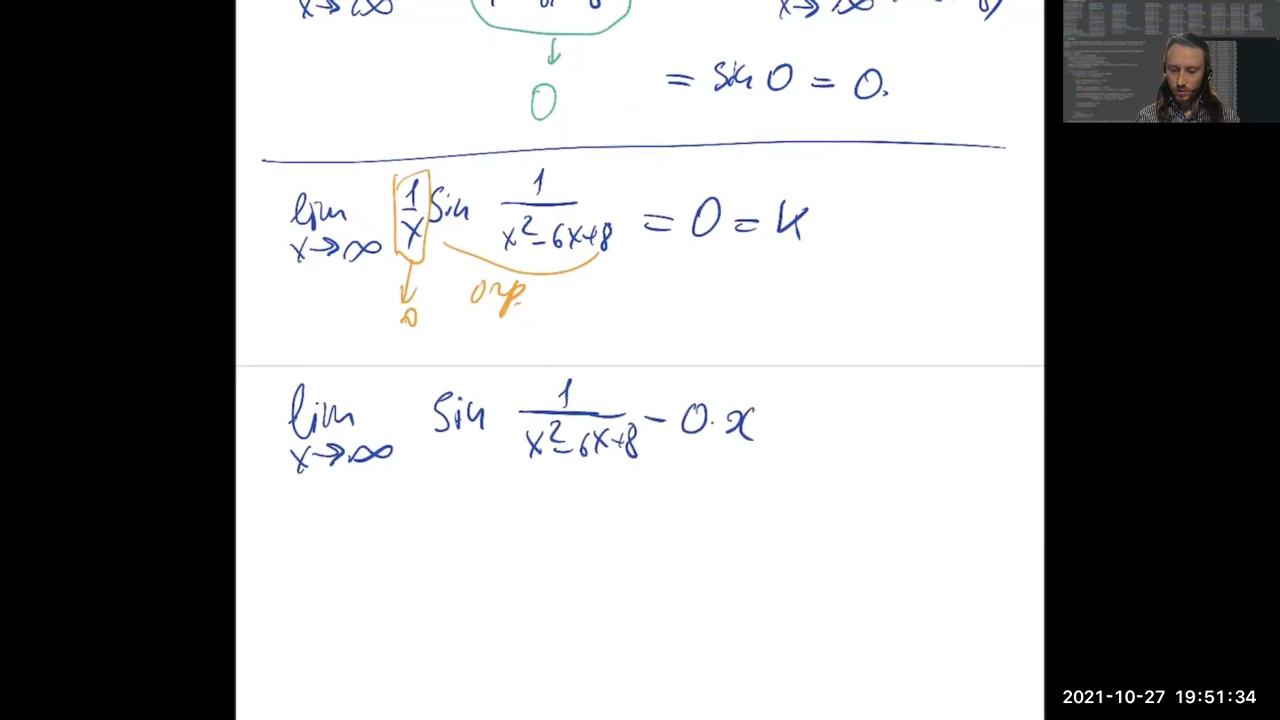 x→∞
x→∞
0
= sin 0 = 0.
lim x→∞ 1/x sin 1/(x²-6x+8) = 0 = k
0
огр.
lim x→∞ sin 1/(x²-6x+8) - 0·x
2021-10-27 19:51:34